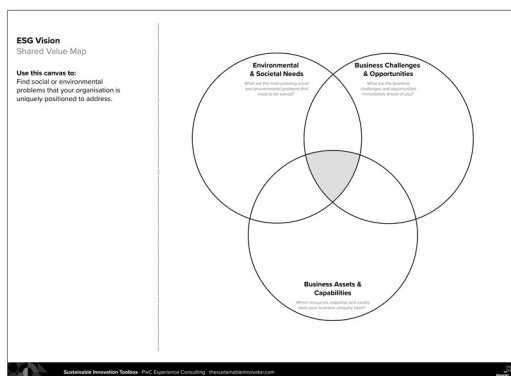 ESG Vision
Shared Value Map
Use this canvas to:
Find social or environmental
problems that your organisation is
uniquely positioned to address.
Environmental
& Societal Needs
What are the most pressing social
and environmental problems that
need to be solved?
Business Challenges
& Opportunities
What are the business
challenges and opportunities
immediately ahead of you?
Business Assets &
Capabilities
Which resources, expertise and assets
does your business uniquely have?
Sustainable Innovation Toolbox · PwC Experience Consulting · thesustainableinnovator.com